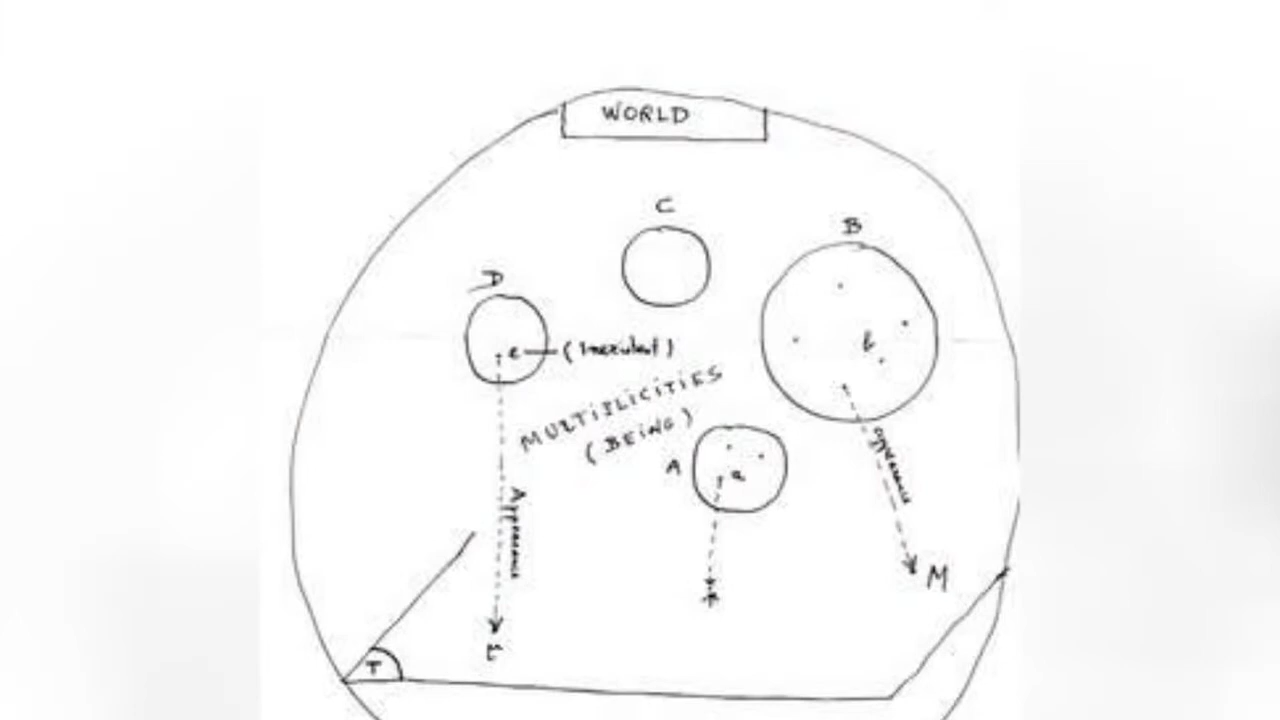 WORLD
C
B
D
e — (Inexistent)
b
MULTIPLICITIES
(BEING)
A
a
appearance
Appearance
M
T